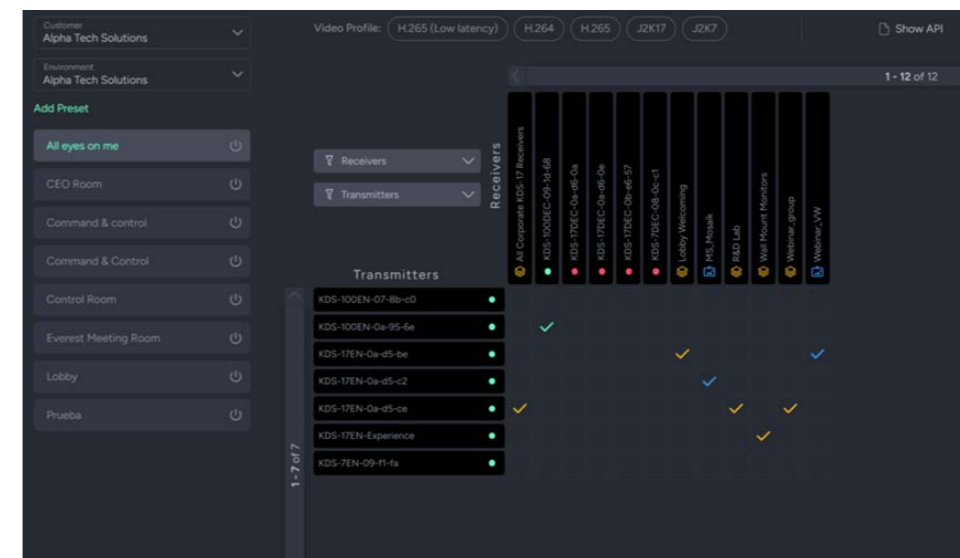 Customer
Alpha Tech Solutions
Environment
Alpha Tech Solutions
Add Preset
All eyes on me
CEO Room
Command & control
Command & Control
Control Room
Everest Meeting Room
Lobby
Prueba
Video Profile: H.265 (Low latency) H.264 H.265 J2K17 J2K7
Show API
1 - 12 of 12
Receivers
Transmitters
Receivers
All Corporate KDS-17 Receivers
KDS-100DEC-09-1d-68
KDS-17DEC-0a-d6-0a
KDS-17DEC-0a-d6-0e
KDS-17DEC-0b-e6-57
KDS-7DEC-08-0c-c1
Lobby Welcoming
MS_Mosaik
R&D Lab
Wall Mount Monitors
Webinar_group
Webinar_VW
Transmitters
KDS-100EN-07-8b-c0
KDS-100EN-0a-95-6e
KDS-17EN-0a-d5-be
KDS-17EN-0a-d5-c2
KDS-17EN-0a-d5-ce
KDS-17EN-Experience
KDS-7EN-09-f1-fa
1 - 7 of 7